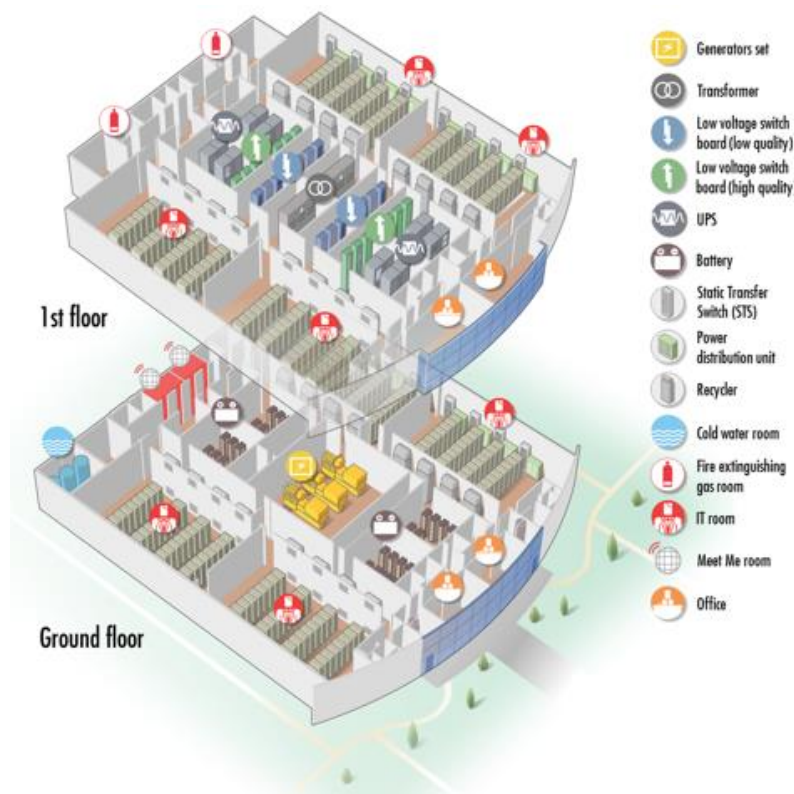 Generators set
Transformer
Low voltage switch
board (low quality)
Low voltage switch
board (high quality
UPS
Battery
Static Transfer
Switch (STS)
Power
distribution unit
Recycler
Cold water room
Fire extinguishing
gas room
IT room
Meet Me room
Office
1st floor
Ground floor